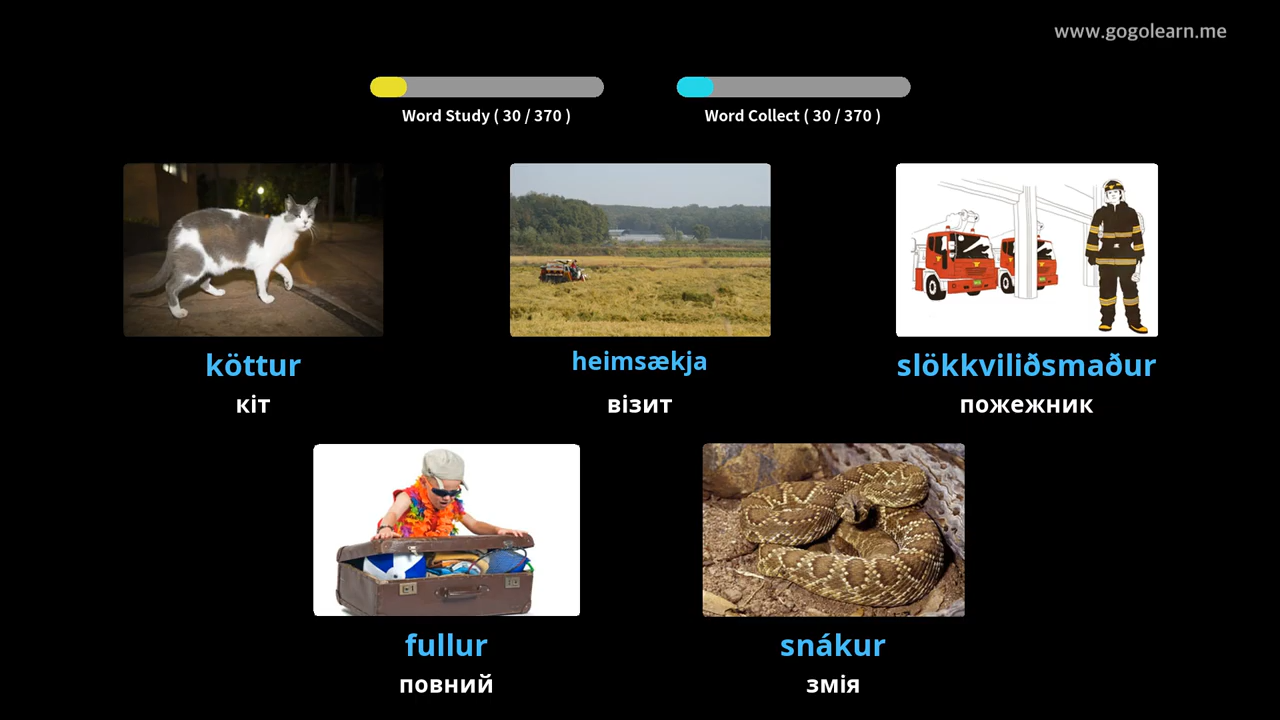 www.gogolearn.me
Word Study ( 30 / 370 )
Word Collect ( 30 / 370 )
köttur
heimsækja
slökkviliðsmaður
кіт
візит
пожежник
fullur
snákur
повний
змія